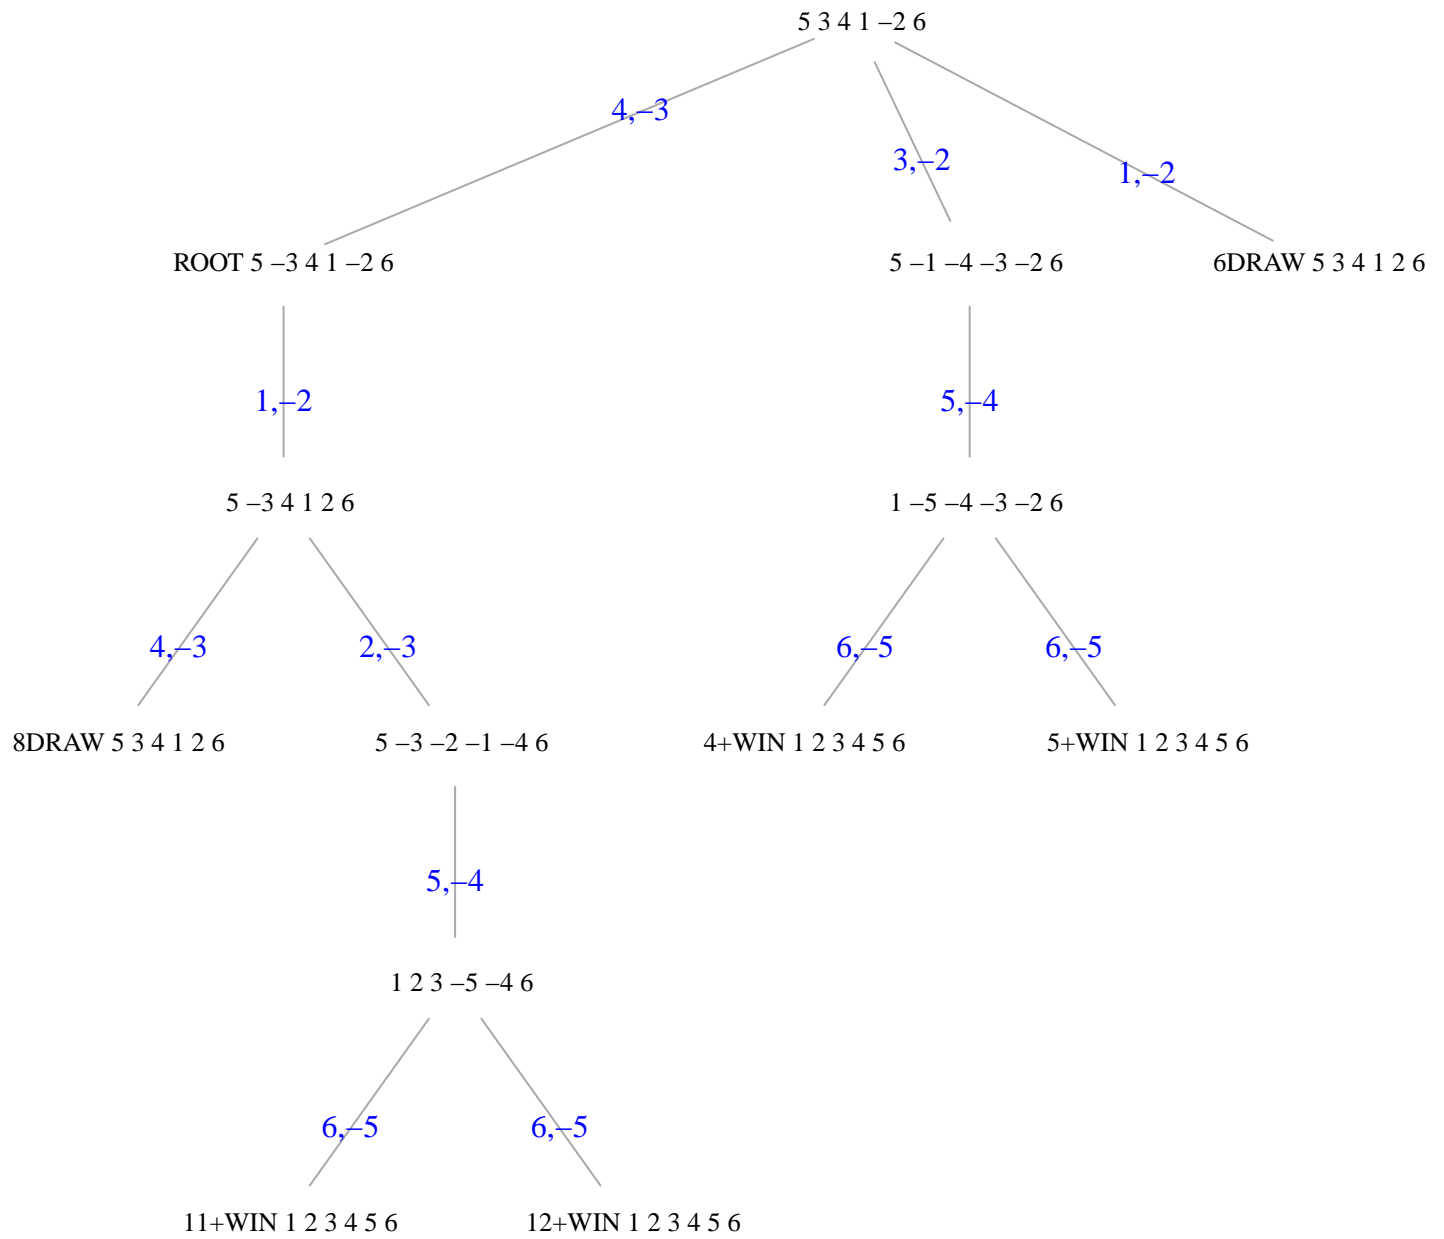 5 3 4 1 –2 6
4,–3
3,–2
1,–2
ROOT 5 –3 4 1 –2 6
5 –1 –4 –3 –2 6
6DRAW 5 3 4 1 2 6
1,–2
5,–4
5 –3 4 1 2 6
1 –5 –4 –3 –2 6
4,–3
2,–3
6,–5
6,–5
8DRAW 5 3 4 1 2 6
5 –3 –2 –1 –4 6
4+WIN 1 2 3 4 5 6
5+WIN 1 2 3 4 5 6
5,–4
1 2 3 –5 –4 6
6,–5
6,–5
11+WIN 1 2 3 4 5 6
12+WIN 1 2 3 4 5 6